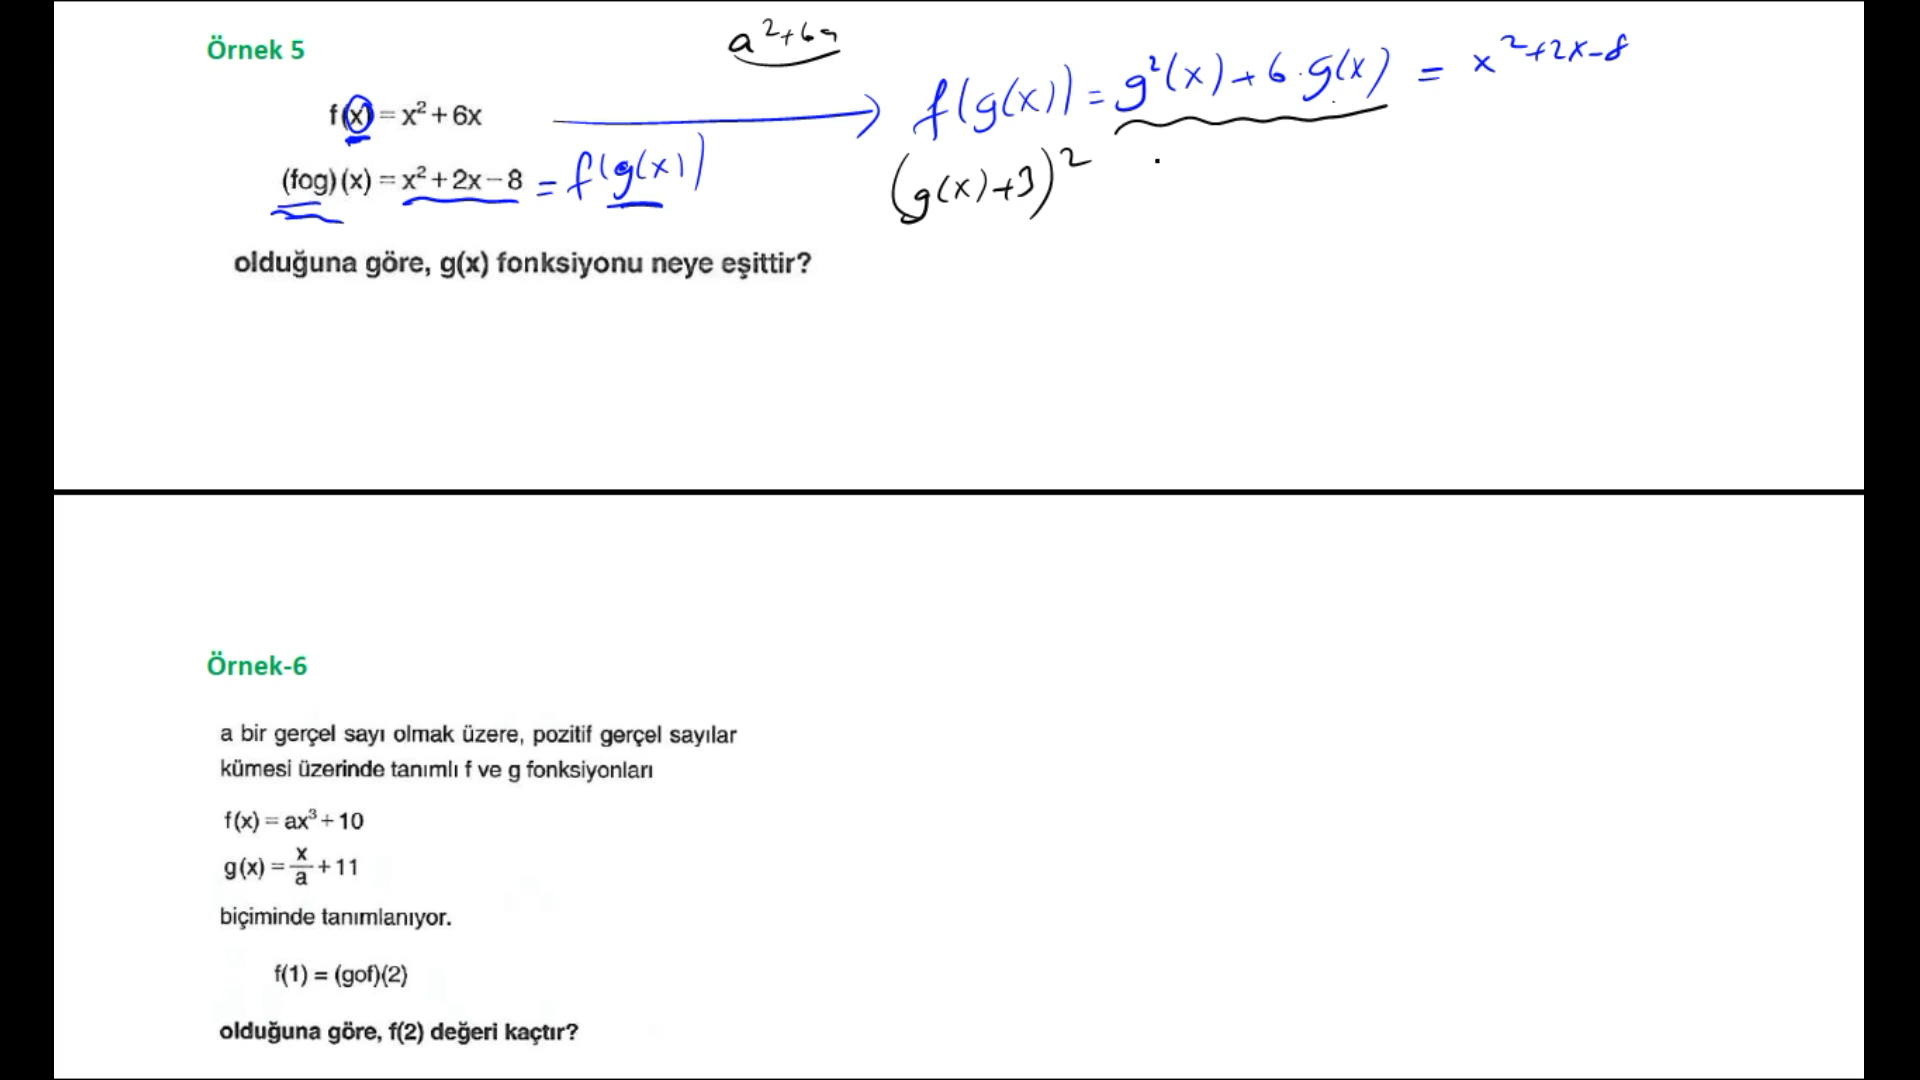 Örnek 5
a²+6a
f(x) = x² + 6x
f(g(x)) = g²(x) + 6·g(x) = x²+2x-8
(fog)(x) = x² + 2x − 8 = f(g(x))
(g(x)+3)²
olduğuna göre, g(x) fonksiyonu neye eşittir?
Örnek-6
a bir gerçel sayı olmak üzere, pozitif gerçel sayılar
kümesi üzerinde tanımlı f ve g fonksiyonları
f(x) = ax³ + 10
g(x) = x/a + 11
biçiminde tanımlanıyor.
f(1) = (gof)(2)
olduğuna göre, f(2) değeri kaçtır?